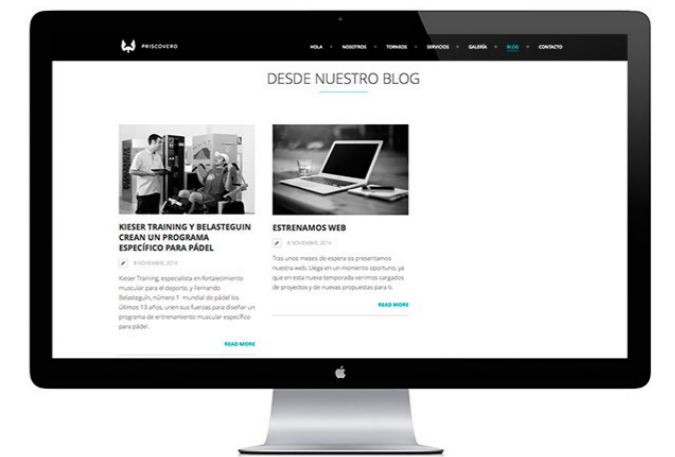 PRISCOVERO
HOLA + NOSOTROS + TORNEOS + SERVICIOS + GALERÍA + BLOG + CONTACTO
DESDE NUESTRO BLOG
KIESER TRAINING Y BELASTEGUIN
CREAN UN PROGRAMA
ESPECÍFICO PARA PÁDEL
8 NOVIEMBRE, 2014
Kieser Training, especialista en fortalecimiento
muscular para el deporte, y Fernando
Belasteguín, número 1 mundial de pádel los
últimos 13 años, unen sus fuerzas para diseñar un
programa de entrenamiento muscular específico
para pádel.
READ MORE
ESTRENAMOS WEB
8 NOVIEMBRE, 2014
Tras unos meses de espera os presentamos
nuestra web. Llega en un momento oportuno, ya
que en esta nueva temporada venimos cargados
de proyectos y de nuevas propuestas para ti.
READ MORE